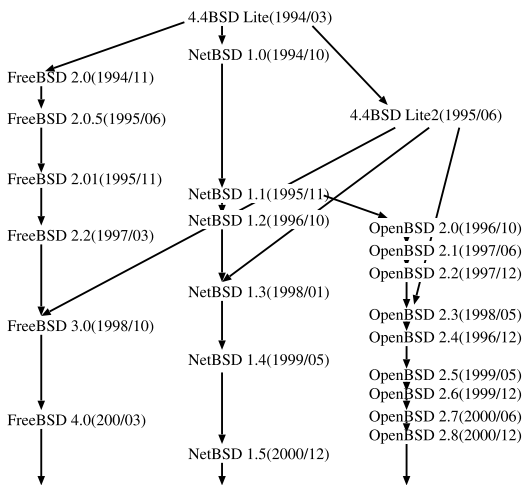 4.4BSD Lite(1994/03)
NetBSD 1.0(1994/10)
FreeBSD 2.0(1994/11)
FreeBSD 2.0.5(1995/06)
4.4BSD Lite2(1995/06)
FreeBSD 2.01(1995/11)
NetBSD 1.1(1995/11)
NetBSD 1.2(1996/10)
OpenBSD 2.0(1996/10)
FreeBSD 2.2(1997/03)
OpenBSD 2.1(1997/06)
OpenBSD 2.2(1997/12)
NetBSD 1.3(1998/01)
OpenBSD 2.3(1998/05)
FreeBSD 3.0(1998/10)
OpenBSD 2.4(1996/12)
NetBSD 1.4(1999/05)
OpenBSD 2.5(1999/05)
OpenBSD 2.6(1999/12)
FreeBSD 4.0(200/03)
OpenBSD 2.7(2000/06)
OpenBSD 2.8(2000/12)
NetBSD 1.5(2000/12)